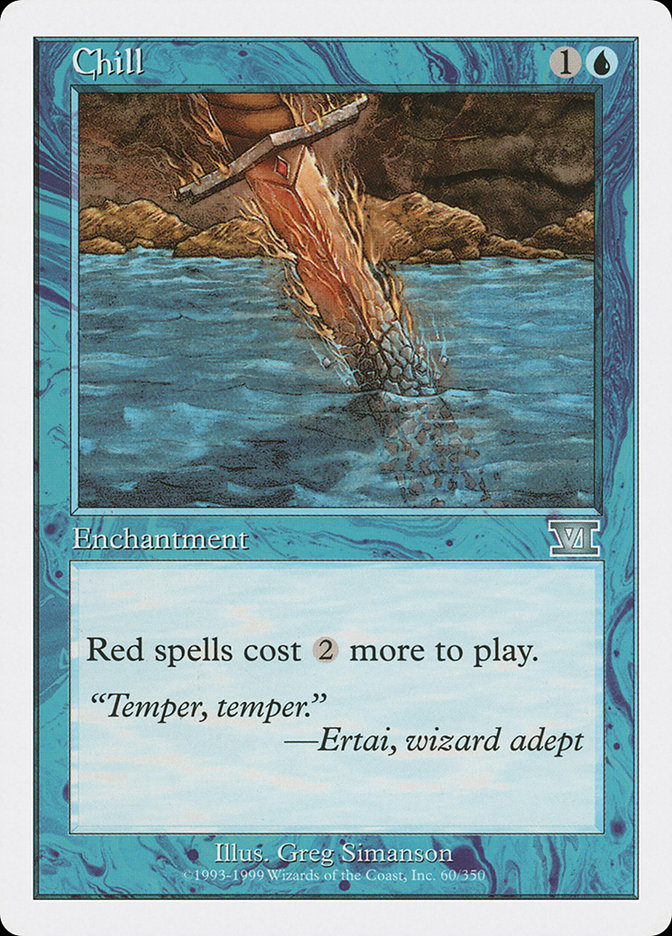 Chill
1
VI
Enchantment
Red spells cost 2 more to play.
“Temper, temper.”
—Ertai, wizard adept
Illus. Greg Simanson
©1993-1999 Wizards of the Coast, Inc. 60/350